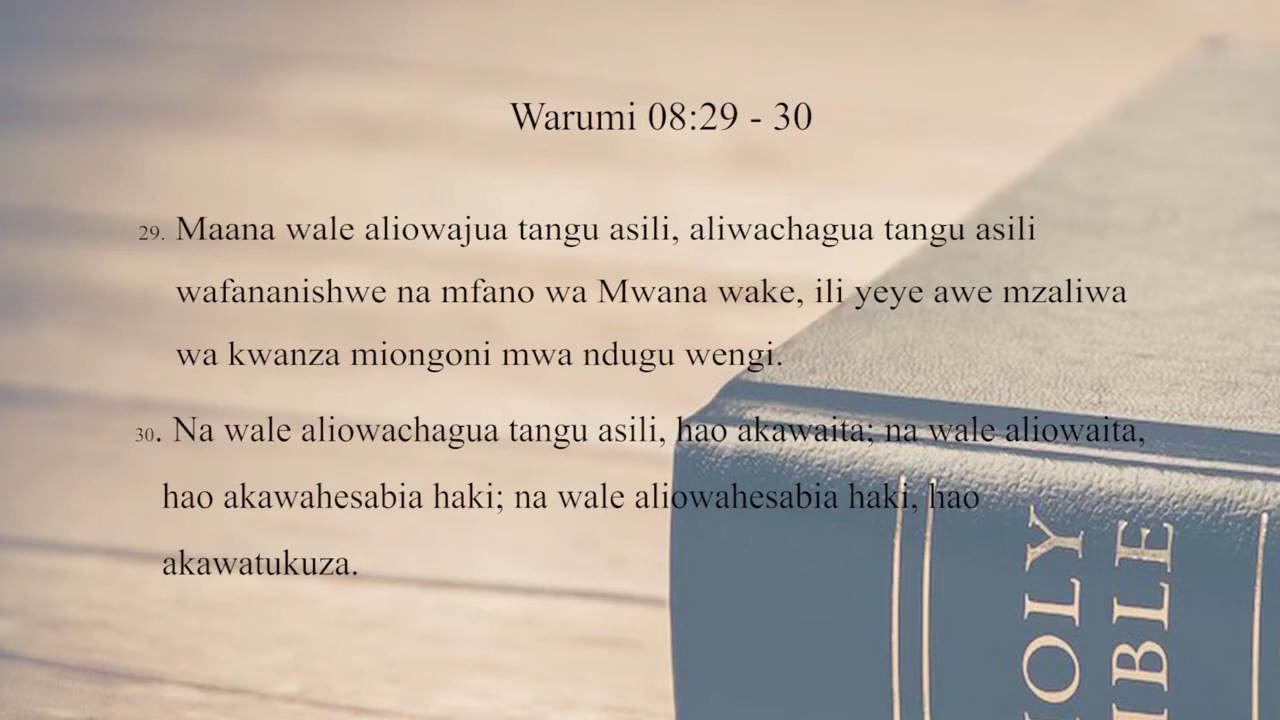 Warumi 08:29 - 30
29. Maana wale aliowajua tangu asili, aliwachagua tangu asili
wafananishwe na mfano wa Mwana wake, ili yeye awe mzaliwa
wa kwanza miongoni mwa ndugu wengi.
30. Na wale aliowachagua tangu asili, hao akawaita; na wale aliowaita,
hao akawahesabia haki; na wale aliowahesabia haki, hao
akawatukuza.
HOLY
BIBLE